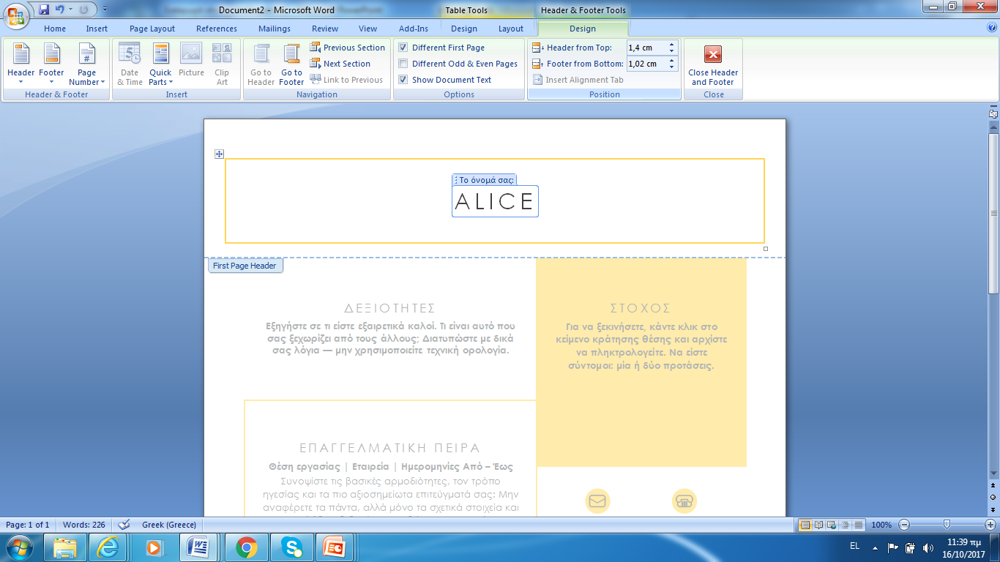 Document2 - Microsoft Word
Table Tools
Header & Footer Tools
Home Insert Page Layout References Mailings Review View Add-Ins Design Layout Design
Header Footer Page Number
Header & Footer
Date & Time Quick Parts Picture Clip Art
Insert
Go to Header Go to Footer
Previous Section
Next Section
Link to Previous
Navigation
Different First Page
Different Odd & Even Pages
Show Document Text
Options
Header from Top: 1,4 cm
Footer from Bottom: 1,02 cm
Insert Alignment Tab
Position
Close Header and Footer
Close
Το όνομά σας:
ALICE
First Page Header
ΔΕΞΙΟΤΗΤΕΣ
Εξηγήστε σε τι είστε εξαιρετικά καλοί. Τι είναι αυτό που
σας ξεχωρίζει από τους άλλους; Διατυπώστε με δικά
σας λόγια — μην χρησιμοποιείτε τεχνική ορολογία.
ΣΤΟΧΟΣ
Για να ξεκινήσετε, κάντε κλικ στο
κείμενο κράτησης θέσης και αρχίστε
να πληκτρολογείτε. Να είστε
σύντομοι: μία ή δύο προτάσεις.
ΕΠΑΓΓΕΛΜΑΤΙΚΗ ΠΕΙΡΑ
Θέση εργασίας | Εταιρεία | Ημερομηνίες Από – Έως
Συνοψίστε τις βασικές αρμοδιότητες, τον τρόπο
ηγεσίας και τα πιο αξιοσημείωτα επιτεύγματά σας: Μην
αναφέρετε τα πάντα, αλλά μόνο τα σχετικά στοιχεία και
Page: 1 of 1 Words: 226 Greek (Greece) 100%
EL 11:39 πμ
16/10/2017